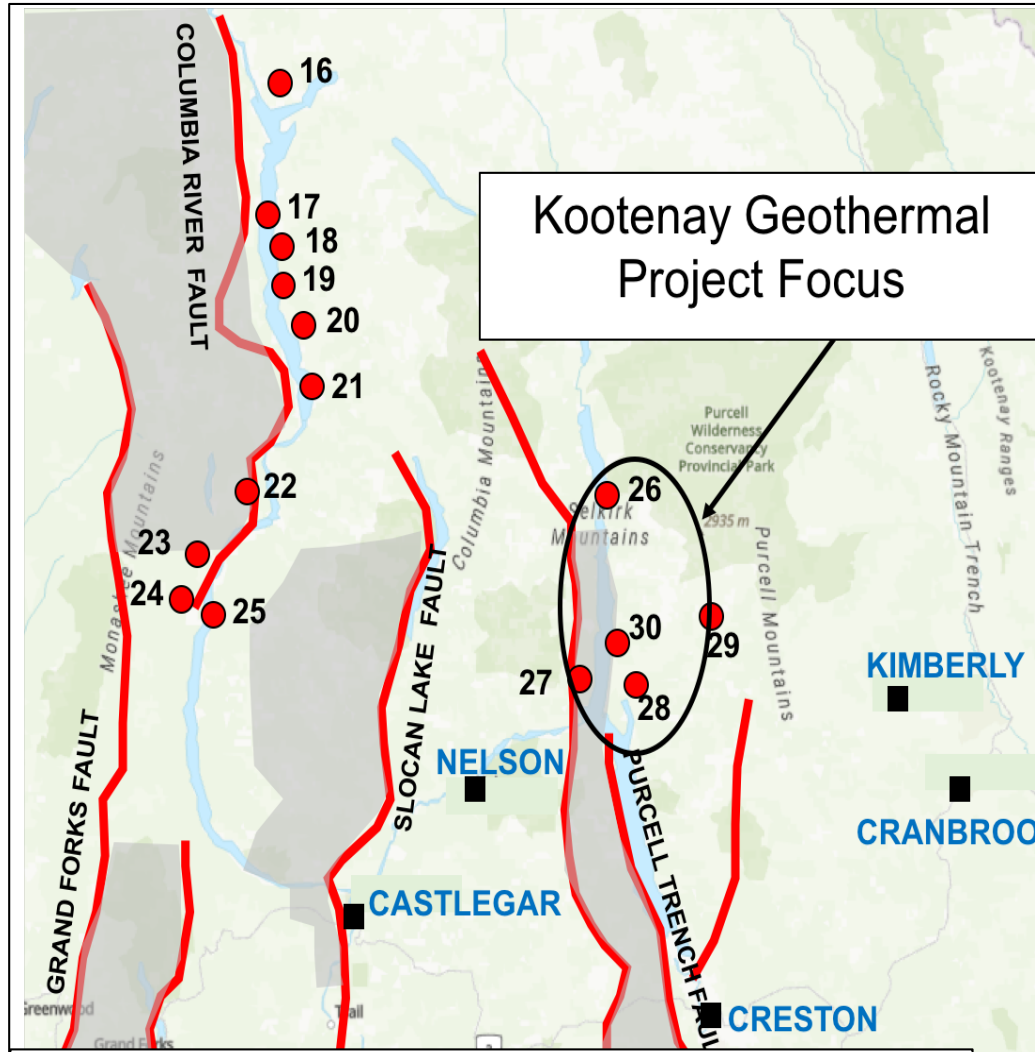 COLUMBIA RIVER FAULT
16
17
18
19
20
21
Kootenay Geothermal
Project Focus
Kootenay Ranges
Rocky Mountain Trench
Columbia Mountain
Purcell
Wilderness
Conservancy
Provincial Park
22
26
Selkirk
Mountains
2935 m
Purcell Mountains
Monashee Mountains
23
24
25
SLOCAN LAKE FAULT
30
29
27
28
KIMBERLY
NELSON
GRAND FORKS FAULT
PURCELL TRENCH FAUL
CRANBROO
CASTLEGAR
Greenwood
Trail
CRESTON
Grand Forks
3